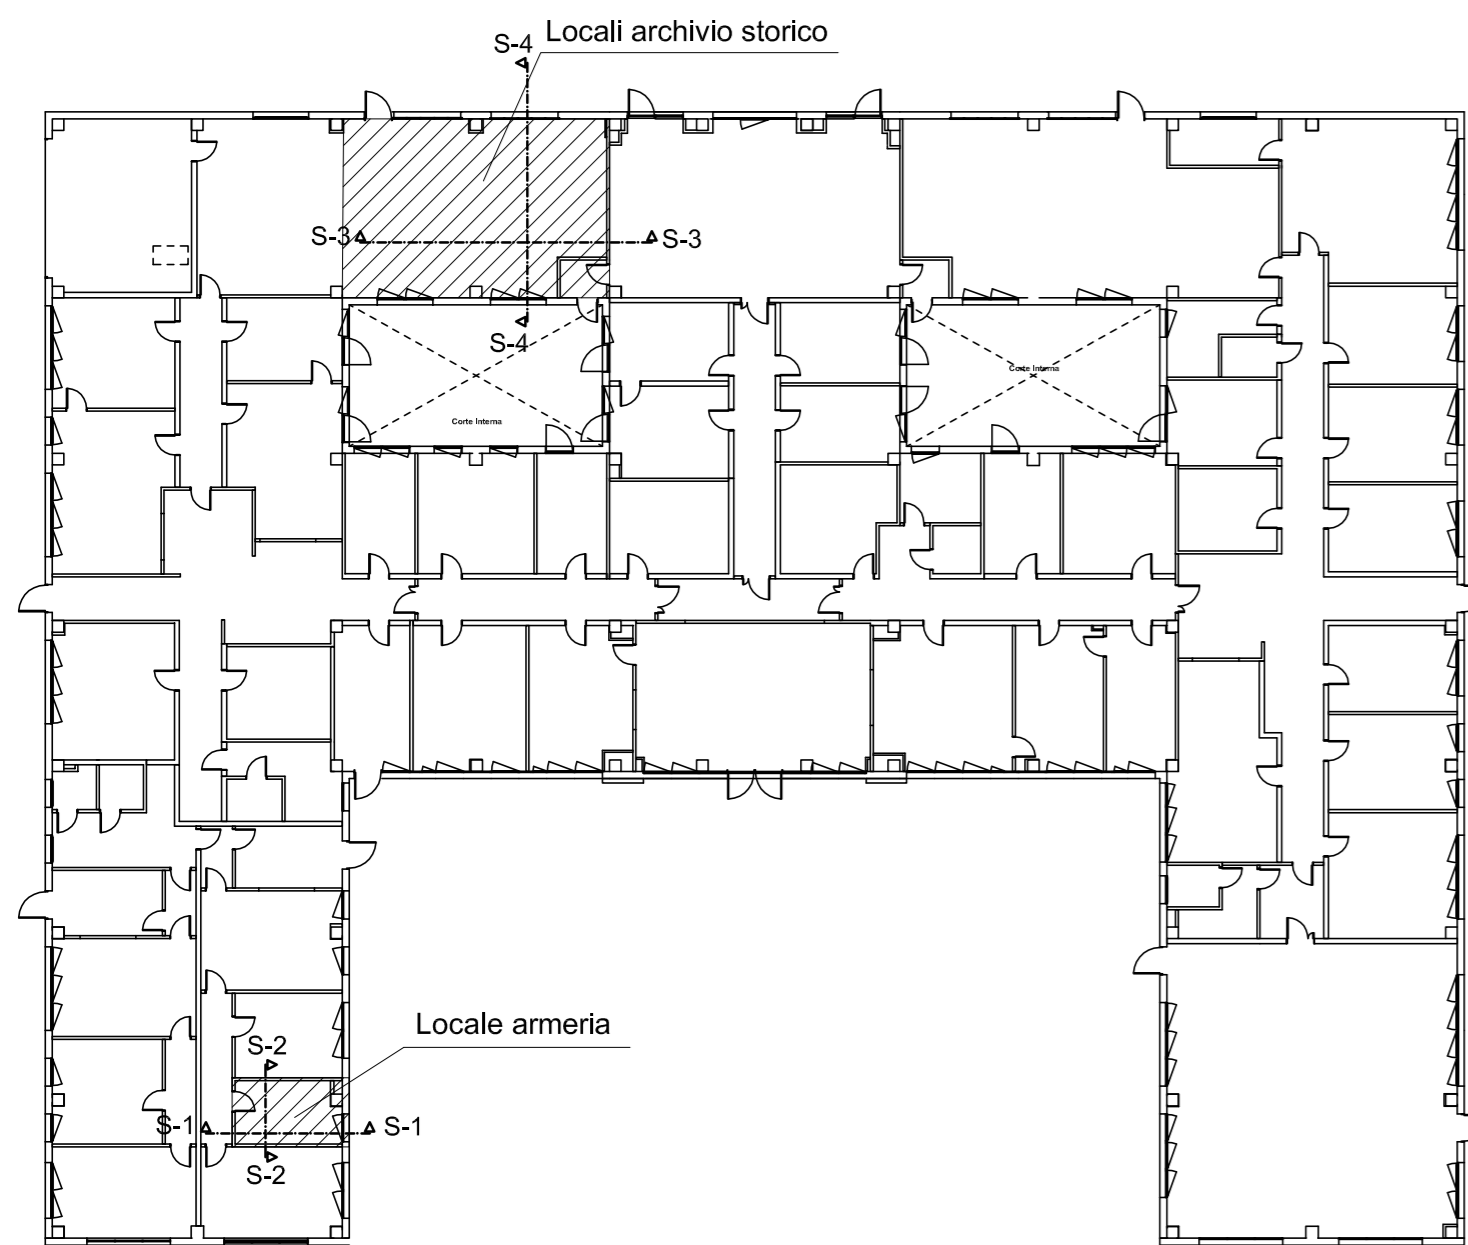 Locali archivio storico
S-4
S-3
S-3
S-4
Corte Interna
Corte Interna
Locale armeria
S-2
S-1
S-1
S-2